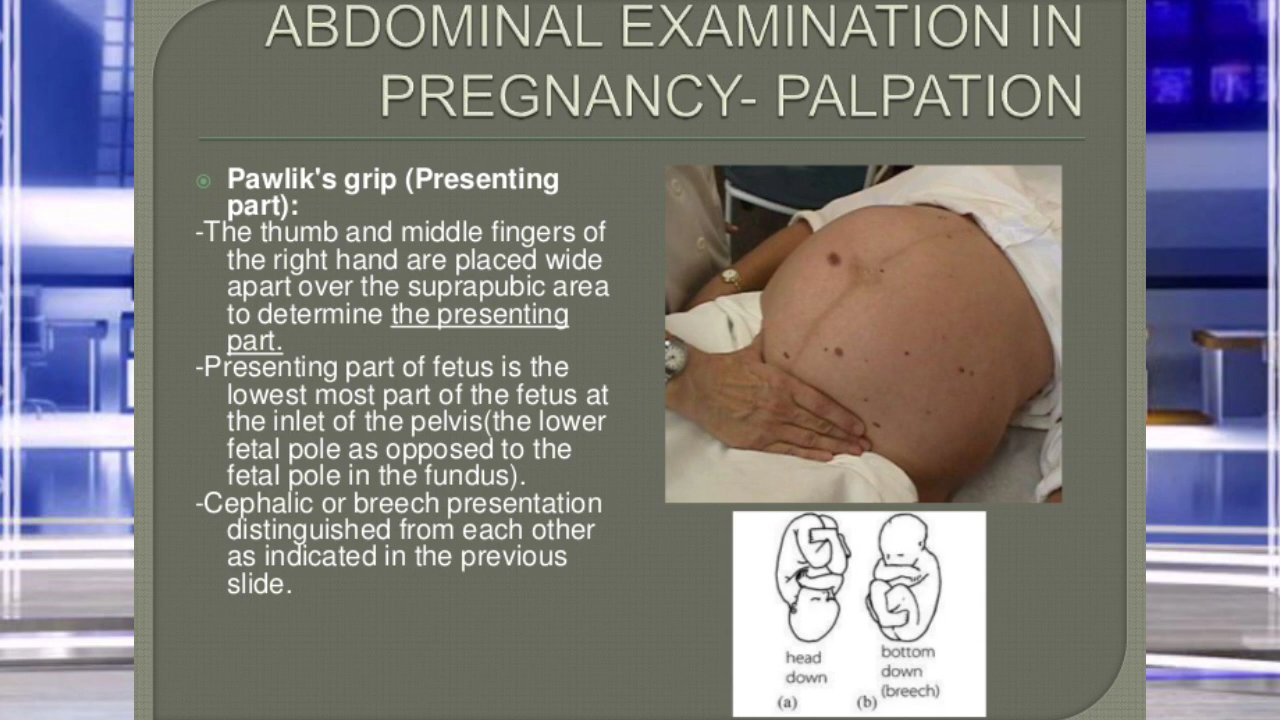 ABDOMINAL EXAMINATION IN
PREGNANCY- PALPATION
Pawlik's grip (Presenting
part):
-The thumb and middle fingers of
the right hand are placed wide
apart over the suprapubic area
to determine the presenting
part.
-Presenting part of fetus is the
lowest most part of the fetus at
the inlet of the pelvis(the lower
fetal pole as opposed to the
fetal pole in the fundus).
-Cephalic or breech presentation
distinguished from each other
as indicated in the previous
slide.
head
down
(a)
bottom
down
(breech)
(b)